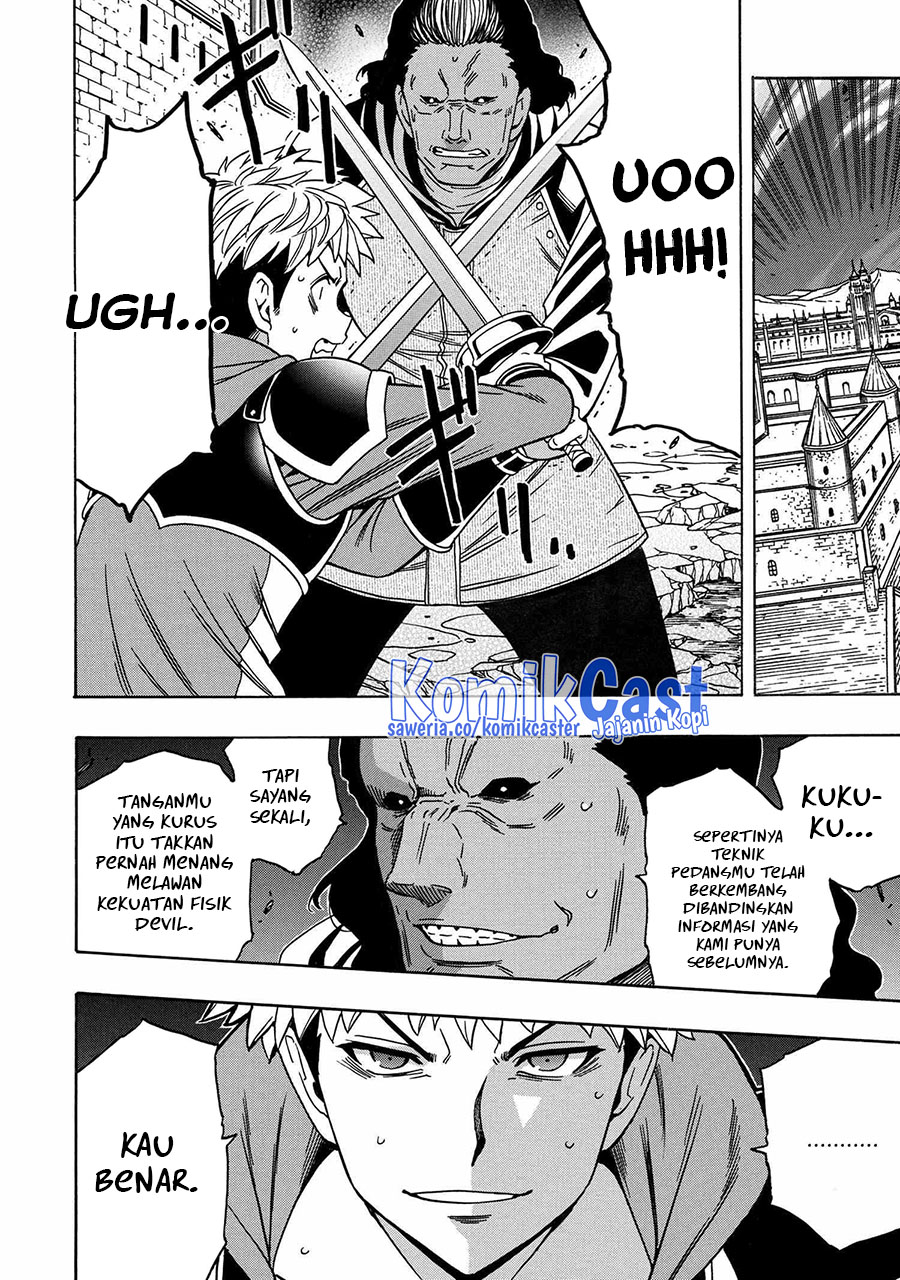 UOO
HHH!
UGH...
KomikCast
saweria.co/komikcaster Jajanin Kopi
KUKU-
KU...
SEPERTINYA
TEKNIK
PEDANGMU TELAH
BERKEMBANG
DIBANDINGKAN
INFORMASI YANG
KAMI PUNYA
SEBELUMNYA.
TAPI
SAYANG
SEKALI,
TANGANMU
YANG KURUS
ITU TAKKAN
PERNAH MENANG
MELAWAN
KEKUATAN FISIK
DEVIL.
...........
KAU
BENAR.